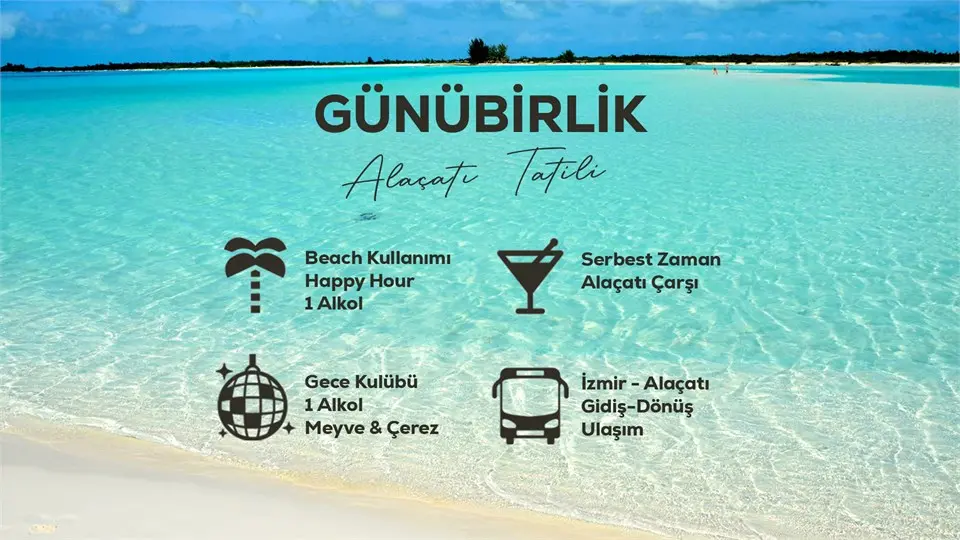 GÜNÜBİRLİK
Alaçatı Tatili
Beach Kullanımı
Happy Hour
1 Alkol
Serbest Zaman
Alaçatı Çarşı
Gece Kulübü
1 Alkol
Meyve & Çerez
İzmir - Alaçatı
Gidiş-Dönüş
Ulaşım